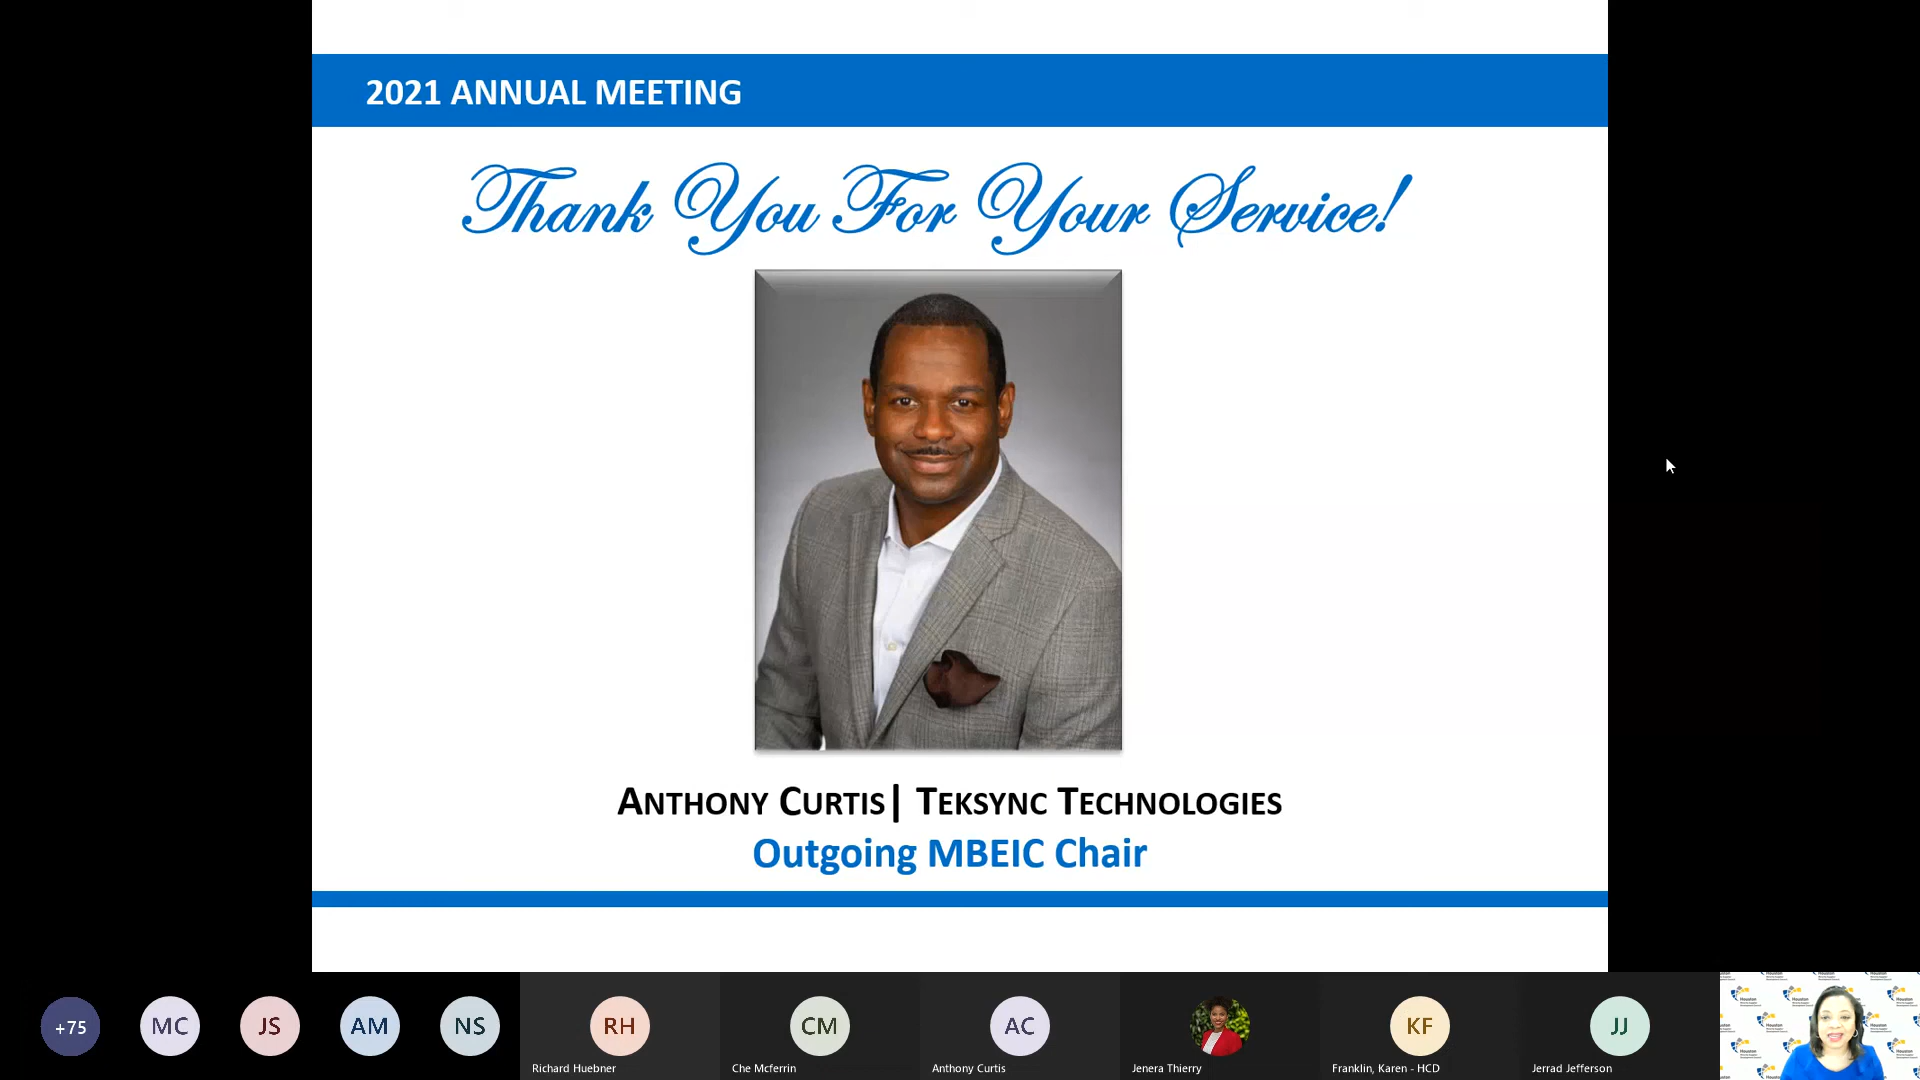 2021 ANNUAL MEETING
Thank You For Your Service!
ANTHONY CURTIS| TEKSYNC TECHNOLOGIES
Outgoing MBEIC Chair
+75
MC
JS
AM
NS
RH
CM
AC
KF
JJ
Richard Huebner
Che Mcferrin
Anthony Curtis
Jenera Thierry
Franklin, Karen - HCD
Jerrad Jefferson
Houston